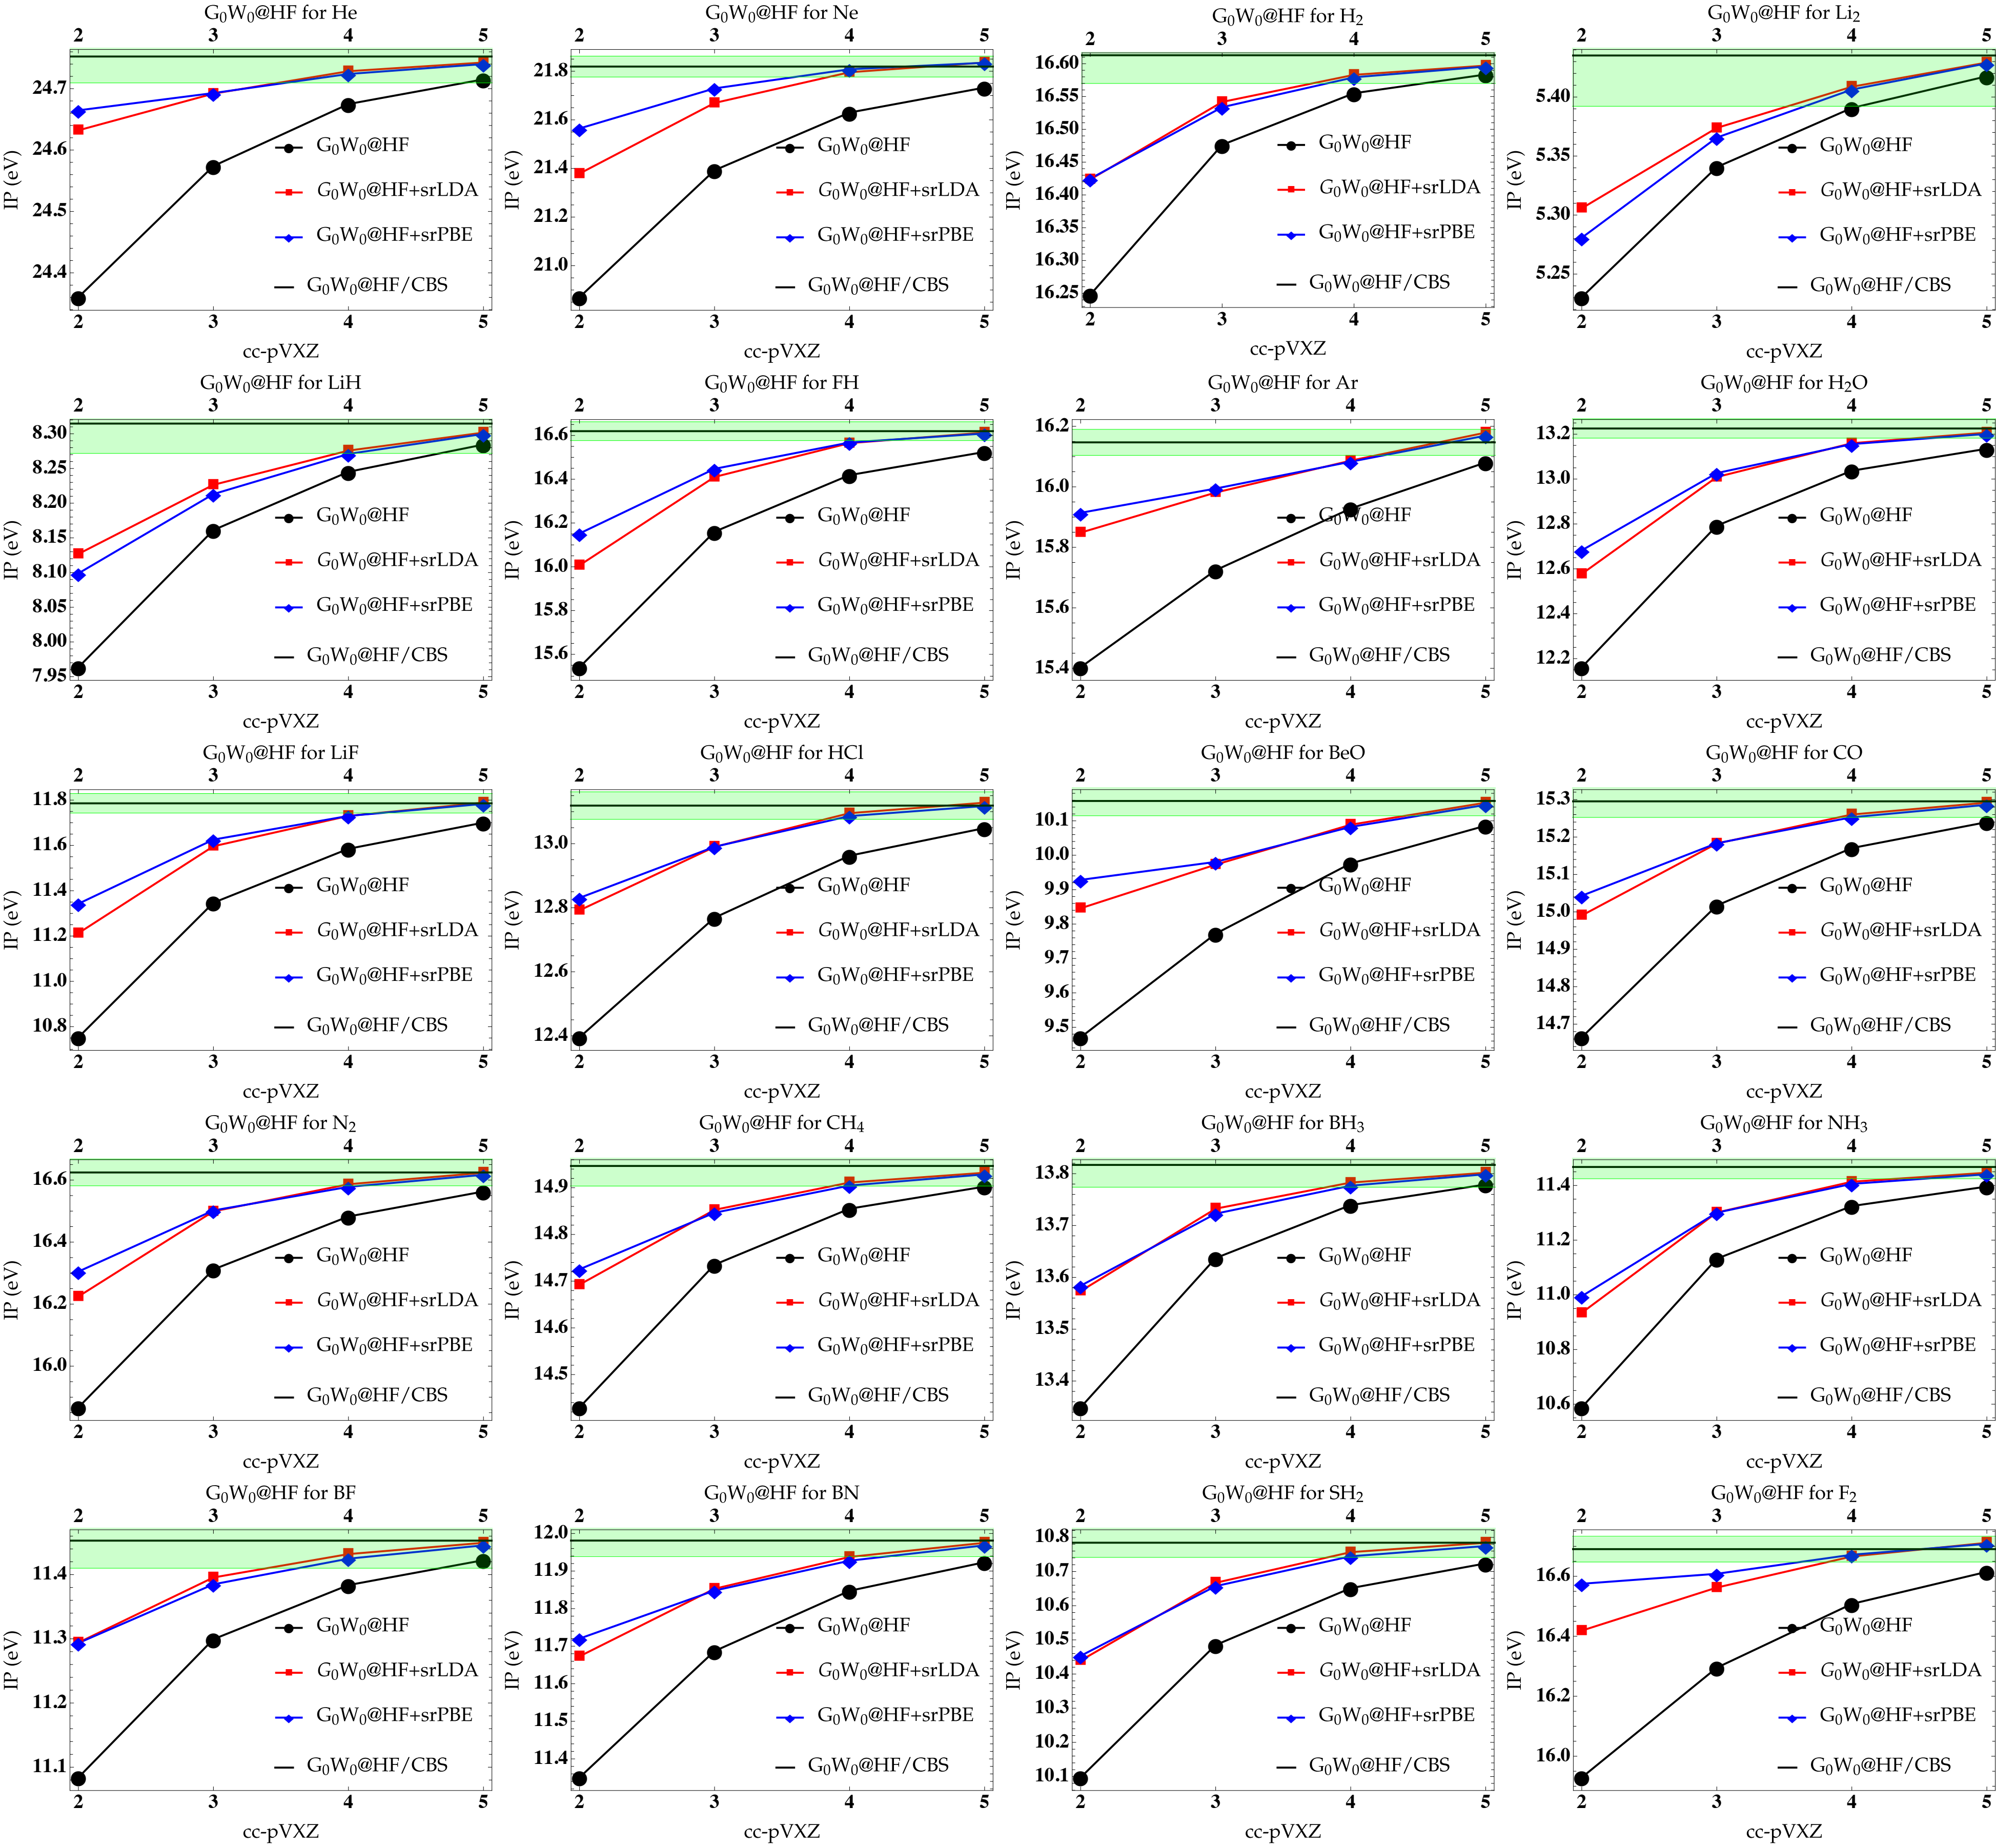 G₀W₀@HF for He
2 3 4 5
24.7
24.6
24.5
24.4
IP (eV)
G₀W₀@HF
G₀W₀@HF+srLDA
G₀W₀@HF+srPBE
G₀W₀@HF/CBS
2 3 4 5
cc-pVXZ
G₀W₀@HF for Ne
2 3 4 5
21.8
21.6
21.4
21.2
21.0
IP (eV)
G₀W₀@HF
G₀W₀@HF+srLDA
G₀W₀@HF+srPBE
G₀W₀@HF/CBS
2 3 4 5
cc-pVXZ
G₀W₀@HF for H₂
2 3 4 5
16.60
16.55
16.50
16.45
16.40
16.35
16.30
16.25
IP (eV)
G₀W₀@HF
G₀W₀@HF+srLDA
G₀W₀@HF+srPBE
G₀W₀@HF/CBS
2 3 4 5
cc-pVXZ
G₀W₀@HF for Li₂
2 3 4 5
5.40
5.35
5.30
5.25
IP (eV)
G₀W₀@HF
G₀W₀@HF+srLDA
G₀W₀@HF+srPBE
G₀W₀@HF/CBS
2 3 4 5
cc-pVXZ
G₀W₀@HF for LiH
2 3 4 5
8.30
8.25
8.20
8.15
8.10
8.05
8.00
7.95
IP (eV)
G₀W₀@HF
G₀W₀@HF+srLDA
G₀W₀@HF+srPBE
G₀W₀@HF/CBS
2 3 4 5
cc-pVXZ
G₀W₀@HF for FH
2 3 4 5
16.6
16.4
16.2
16.0
15.8
15.6
IP (eV)
G₀W₀@HF
G₀W₀@HF+srLDA
G₀W₀@HF+srPBE
G₀W₀@HF/CBS
2 3 4 5
cc-pVXZ
G₀W₀@HF for Ar
2 3 4 5
16.2
16.0
15.8
15.6
15.4
IP (eV)
G₀W₀@HF
G₀W₀@HF+srLDA
G₀W₀@HF+srPBE
G₀W₀@HF/CBS
2 3 4 5
cc-pVXZ
G₀W₀@HF for H₂O
2 3 4 5
13.2
13.0
12.8
12.6
12.4
12.2
IP (eV)
G₀W₀@HF
G₀W₀@HF+srLDA
G₀W₀@HF+srPBE
G₀W₀@HF/CBS
2 3 4 5
cc-pVXZ
G₀W₀@HF for LiF
2 3 4 5
11.8
11.6
11.4
11.2
11.0
10.8
IP (eV)
G₀W₀@HF
G₀W₀@HF+srLDA
G₀W₀@HF+srPBE
G₀W₀@HF/CBS
2 3 4 5
cc-pVXZ
G₀W₀@HF for HCl
2 3 4 5
13.0
12.8
12.6
12.4
IP (eV)
G₀W₀@HF
G₀W₀@HF+srLDA
G₀W₀@HF+srPBE
G₀W₀@HF/CBS
2 3 4 5
cc-pVXZ
G₀W₀@HF for BeO
2 3 4 5
10.1
10.0
9.9
9.8
9.7
9.6
9.5
IP (eV)
G₀W₀@HF
G₀W₀@HF+srLDA
G₀W₀@HF+srPBE
G₀W₀@HF/CBS
2 3 4 5
cc-pVXZ
G₀W₀@HF for CO
2 3 4 5
15.3
15.2
15.1
15.0
14.9
14.8
14.7
IP (eV)
G₀W₀@HF
G₀W₀@HF+srLDA
G₀W₀@HF+srPBE
G₀W₀@HF/CBS
2 3 4 5
cc-pVXZ
G₀W₀@HF for N₂
2 3 4 5
16.6
16.4
16.2
16.0
IP (eV)
G₀W₀@HF
G₀W₀@HF+srLDA
G₀W₀@HF+srPBE
G₀W₀@HF/CBS
2 3 4 5
cc-pVXZ
G₀W₀@HF for CH₄
2 3 4 5
14.9
14.8
14.7
14.6
14.5
IP (eV)
G₀W₀@HF
G₀W₀@HF+srLDA
G₀W₀@HF+srPBE
G₀W₀@HF/CBS
2 3 4 5
cc-pVXZ
G₀W₀@HF for BH₃
2 3 4 5
13.8
13.7
13.6
13.5
13.4
IP (eV)
G₀W₀@HF
G₀W₀@HF+srLDA
G₀W₀@HF+srPBE
G₀W₀@HF/CBS
2 3 4 5
cc-pVXZ
G₀W₀@HF for NH₃
2 3 4 5
11.4
11.2
11.0
10.8
10.6
IP (eV)
G₀W₀@HF
G₀W₀@HF+srLDA
G₀W₀@HF+srPBE
G₀W₀@HF/CBS
2 3 4 5
cc-pVXZ
G₀W₀@HF for BF
2 3 4 5
11.4
11.3
11.2
11.1
IP (eV)
G₀W₀@HF
G₀W₀@HF+srLDA
G₀W₀@HF+srPBE
G₀W₀@HF/CBS
2 3 4 5
cc-pVXZ
G₀W₀@HF for BN
2 3 4 5
12.0
11.9
11.8
11.7
11.6
11.5
11.4
IP (eV)
G₀W₀@HF
G₀W₀@HF+srLDA
G₀W₀@HF+srPBE
G₀W₀@HF/CBS
2 3 4 5
cc-pVXZ
G₀W₀@HF for SH₂
2 3 4 5
10.8
10.7
10.6
10.5
10.4
10.3
10.2
10.1
IP (eV)
G₀W₀@HF
G₀W₀@HF+srLDA
G₀W₀@HF+srPBE
G₀W₀@HF/CBS
2 3 4 5
cc-pVXZ
G₀W₀@HF for F₂
2 3 4 5
16.6
16.4
16.2
16.0
IP (eV)
G₀W₀@HF
G₀W₀@HF+srLDA
G₀W₀@HF+srPBE
G₀W₀@HF/CBS
2 3 4 5
cc-pVXZ